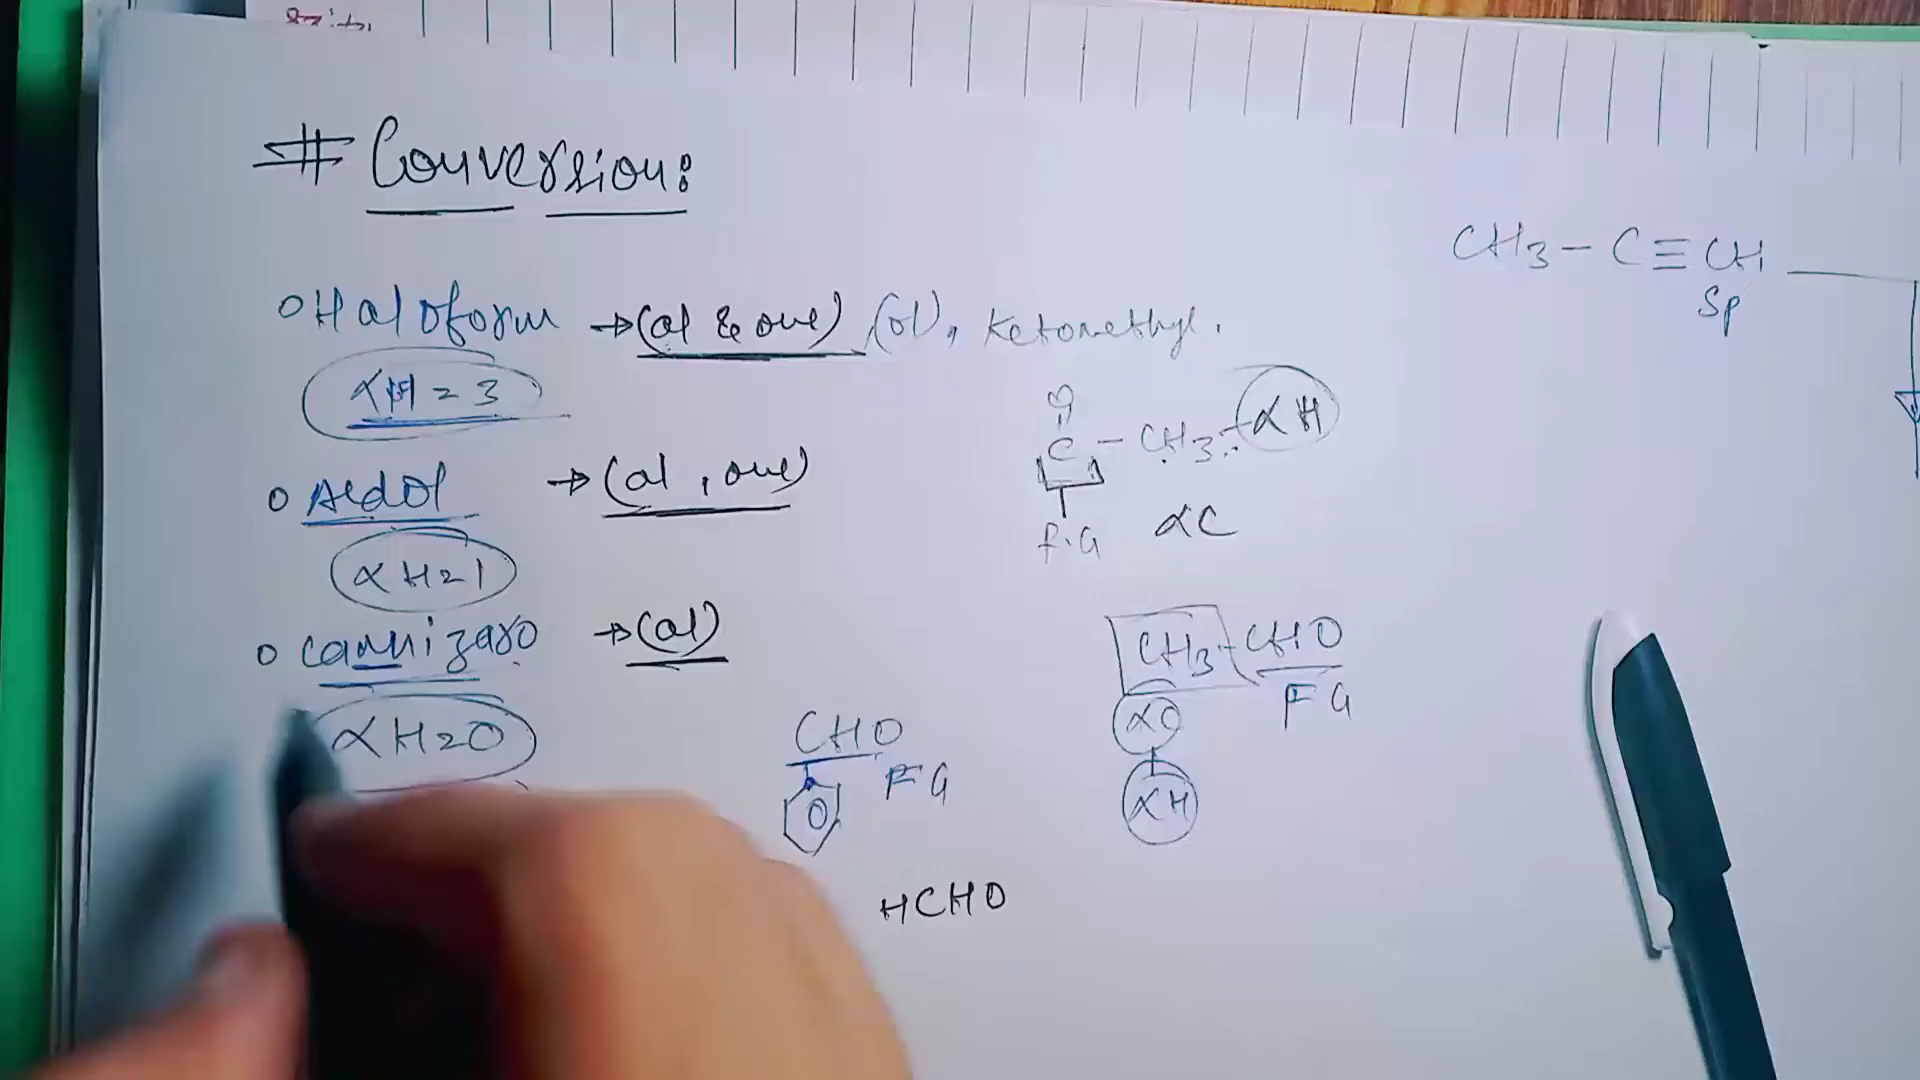 # Conversion:
CH3 - C ≡ CH
Sp
o Haloform → (al & one), (ol), Ketomethyl.
αH = 3
O
C - CH3 - αH
F.G αC
o Aldol → (al, one)
αH=1
o Cannizaro → (al)
αH=0
CH3 - CHO
FG
αC
αH
CHO
FG
HCHO